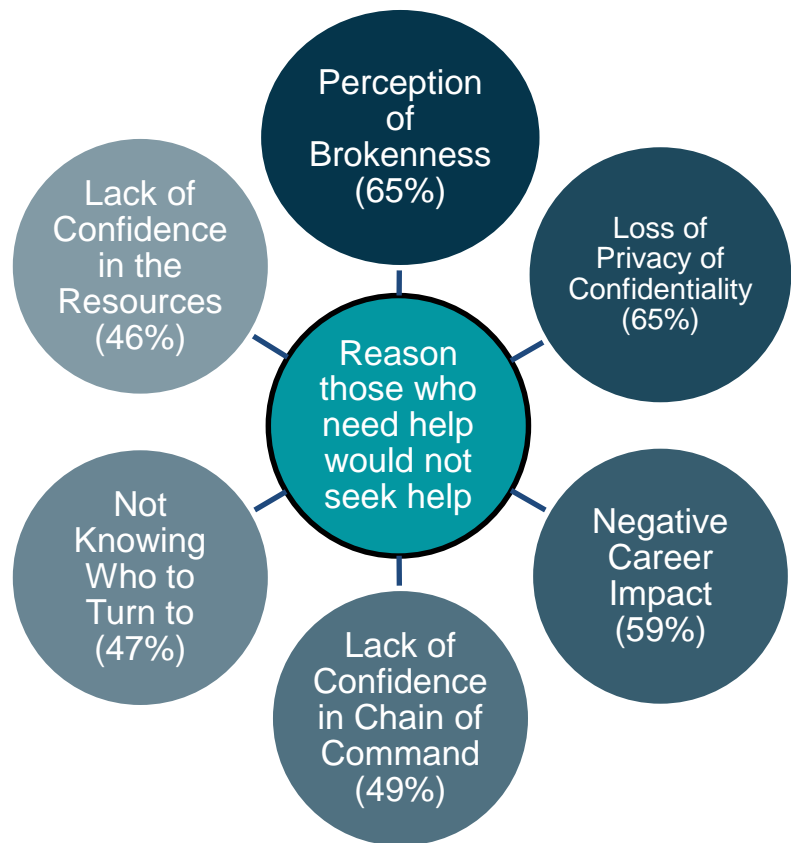 Perception
of
Brokenness
(65%)
Loss of
Privacy of
Confidentiality
(65%)
Negative
Career
Impact
(59%)
Lack of
Confidence
in Chain of
Command
(49%)
Not
Knowing
Who to
Turn to
(47%)
Lack of
Confidence
in the
Resources
(46%)
Reason
those who
need help
would not
seek help